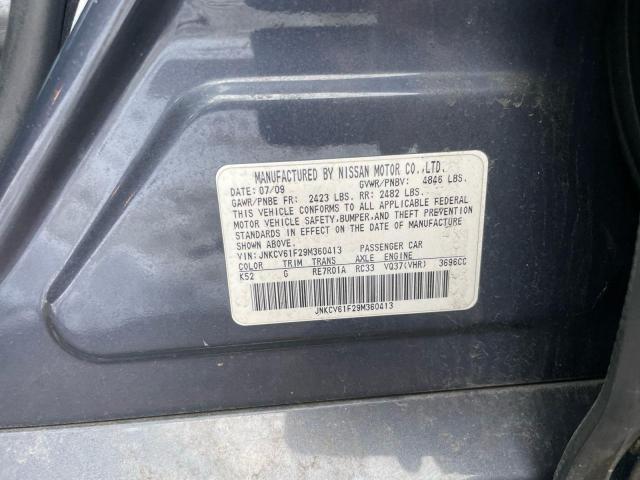 MANUFACTURED BY NISSAN MOTOR CO.,LTD.
DATE: 07/09 GVWR/PNBV: 4846 LBS.
GAWR/PNBE FR: 2423 LBS. RR: 2482 LBS.
THIS VEHICLE CONFORMS TO ALL APPLICABLE FEDERAL
MOTOR VEHICLE SAFETY, BUMPER, AND THEFT PREVENTION
STANDARDS IN EFFECT ON THE DATE OF MANUFACTURE
SHOWN ABOVE.
VIN: JNKCV61F29M360413 PASSENGER CAR
COLOR TRIM TRANS AXLE ENGINE
K52 G RE7R01A RC33 VQ37(VHR) 3696CC
JNKCV61F29M360413